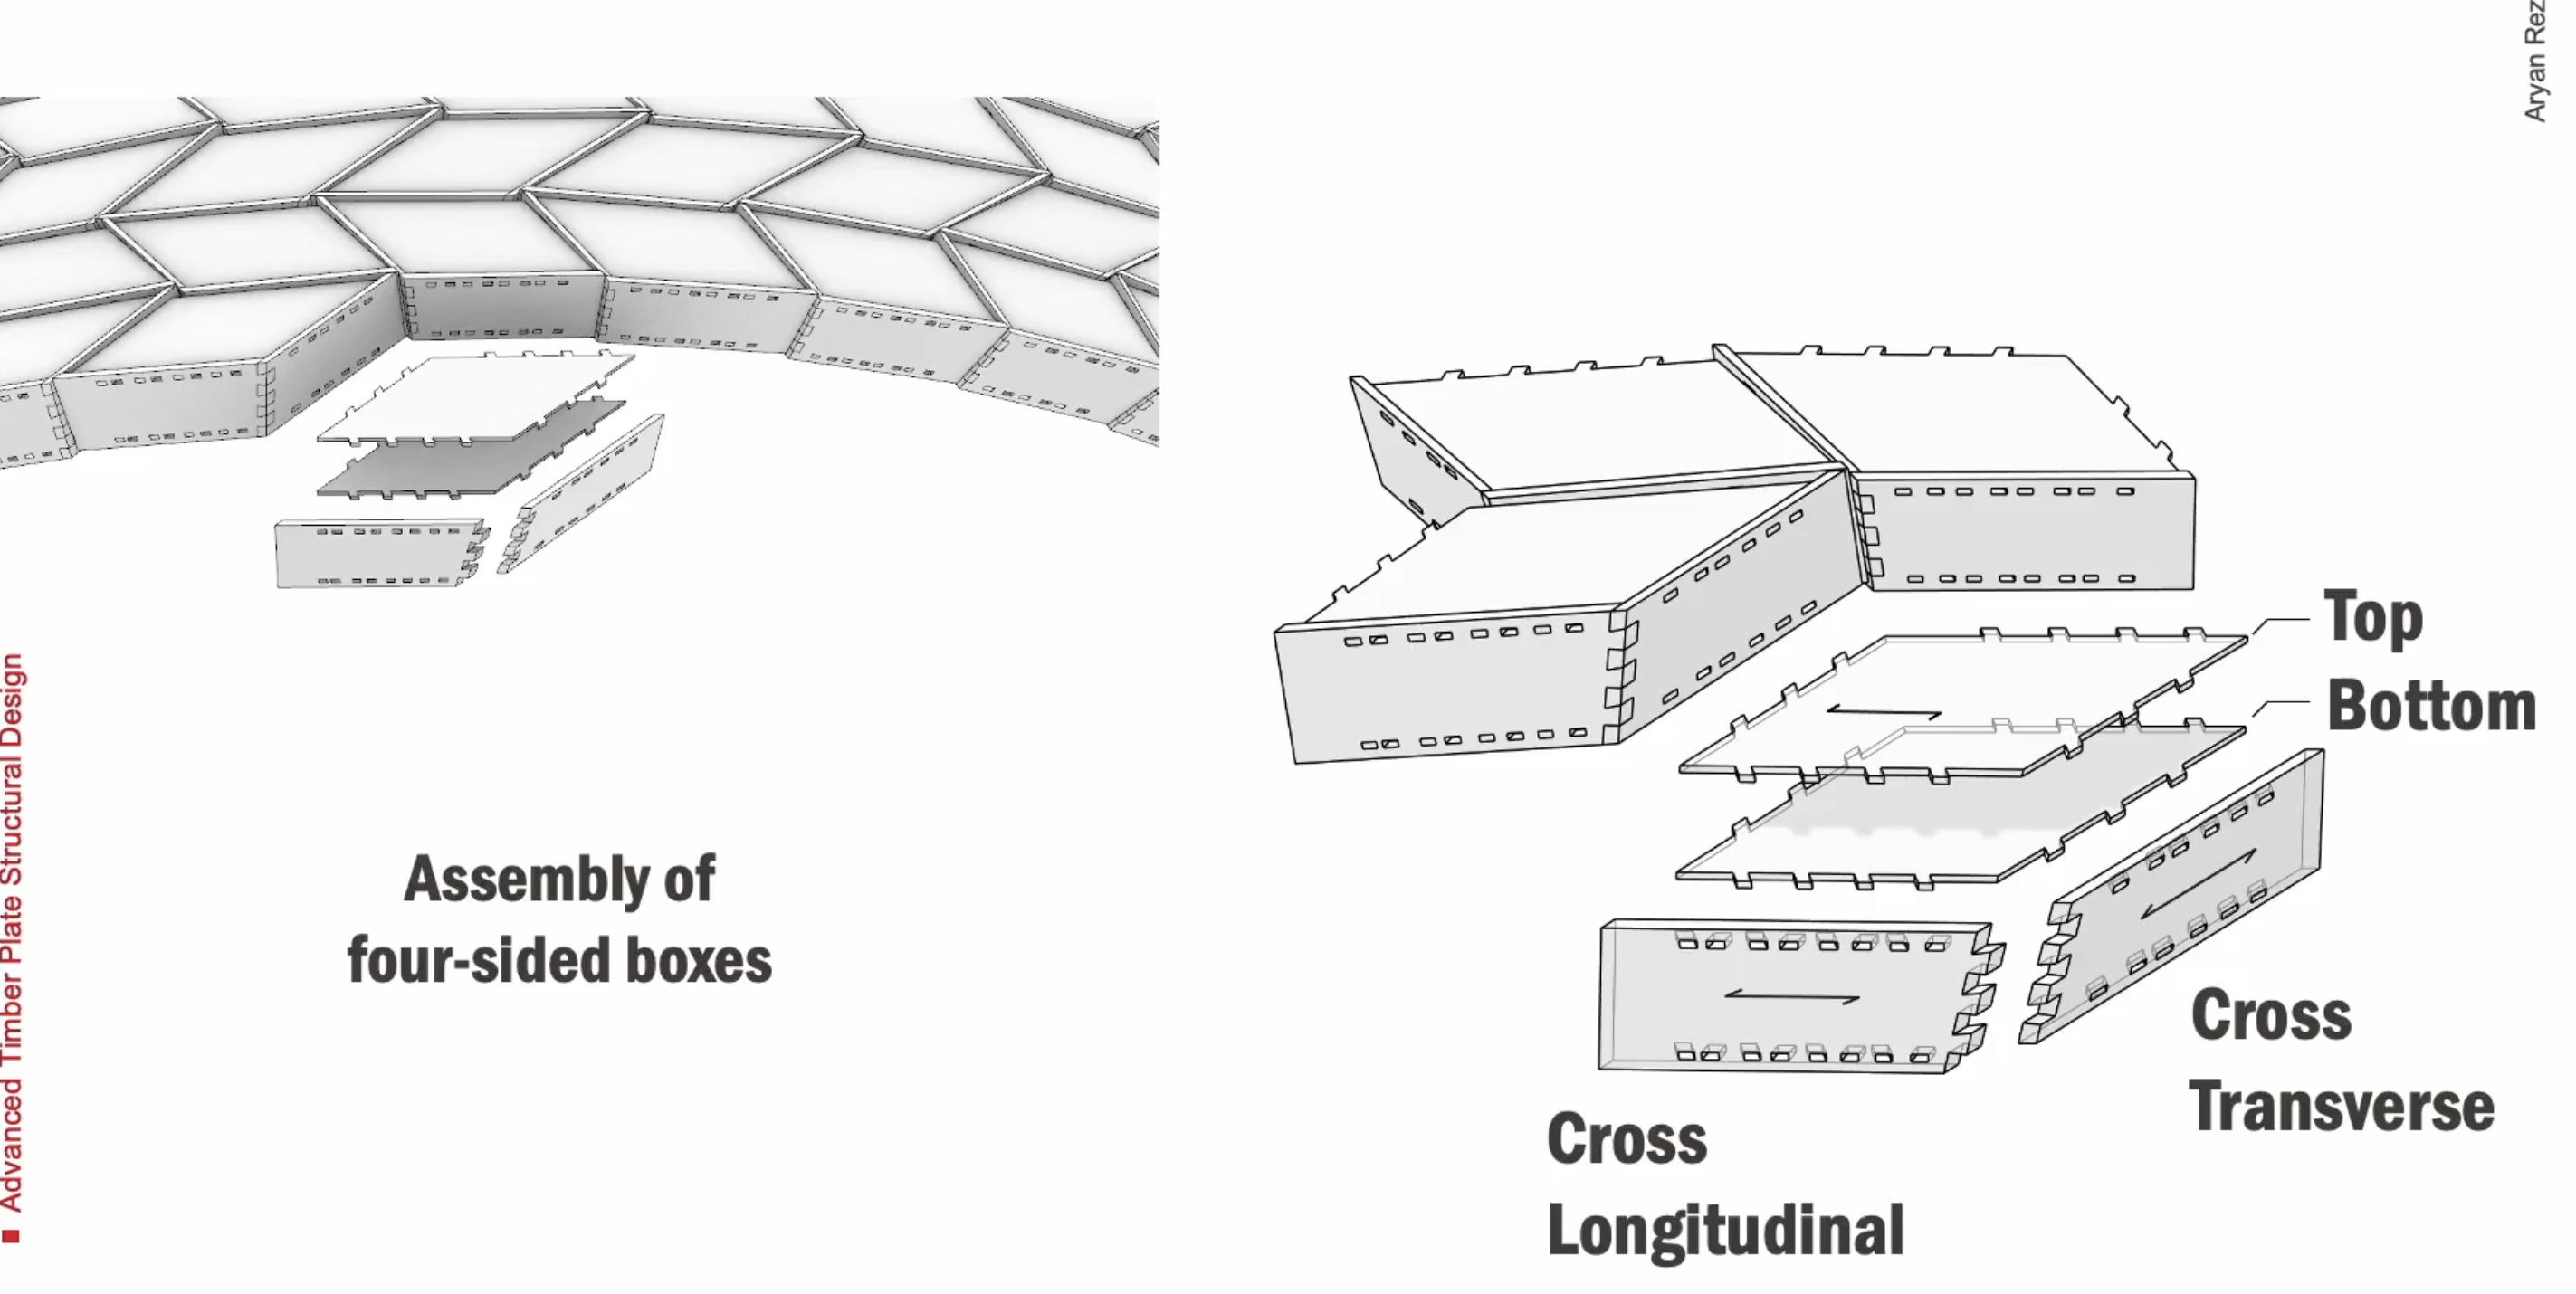 Aryan Rez
Advanced Timber Plate Structural Design
Assembly of
four-sided boxes
Top
Bottom
Cross
Transverse
Cross
Longitudinal